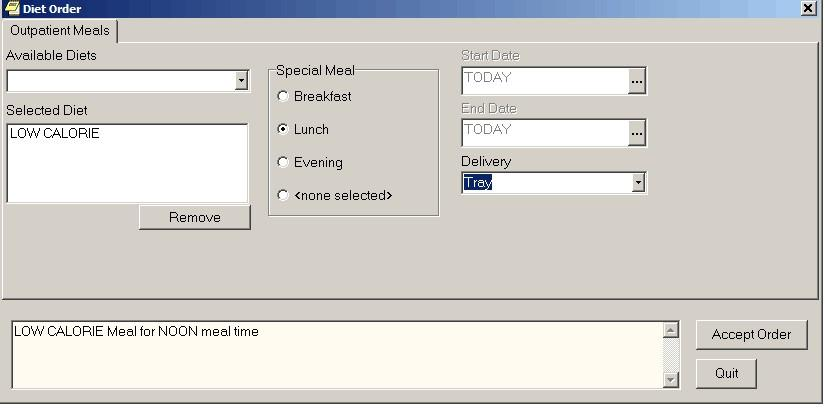 Diet Order
Outpatient Meals
Available Diets
Selected Diet
LOW CALORIE
Remove
Special Meal
Breakfast
Lunch
Evening
<none selected>
Start Date
TODAY
...
End Date
TODAY
...
Delivery
Tray
LOW CALORIE Meal for NOON meal time
Accept Order
Quit